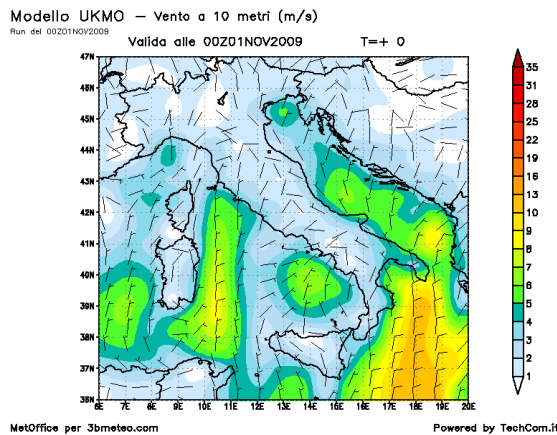 Modello UKMO - Vento a 10 metri (m/s)
Run del 00Z01NOV2009
Valida alle 00Z01NOV2009 T=+ 0
47N
46N
45N
44N
43N
42N
41N
40N
39N
38N
37N
36N
6E 7E 8E 9E 10E 11E 12E 13E 14E 15E 16E 17E 18E 19E 20E
35
31
28
25
22
19
16
13
10
9
8
7
6
5
4
3
2
1
MetOffice per 3bmeteo.com
Powered by TechCom.it